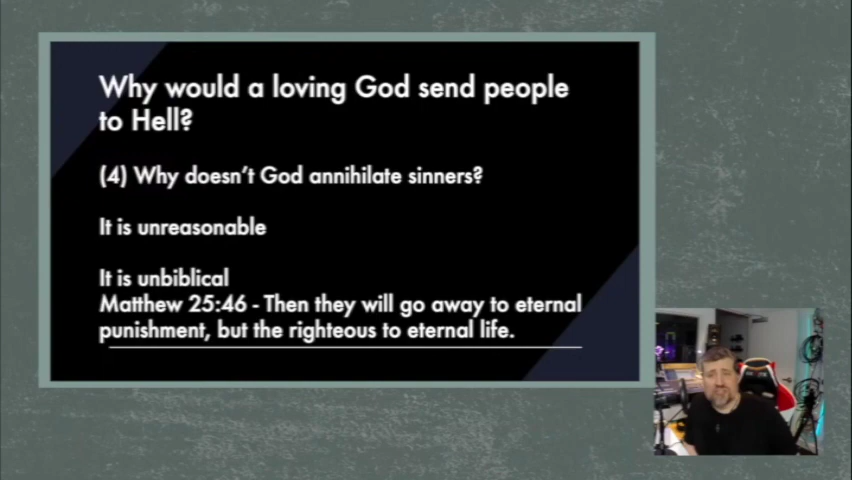 Why would a loving God send people
to Hell?
(4) Why doesn't God annihilate sinners?
It is unreasonable
It is unbiblical
Matthew 25:46 - Then they will go away to eternal
punishment, but the righteous to eternal life.